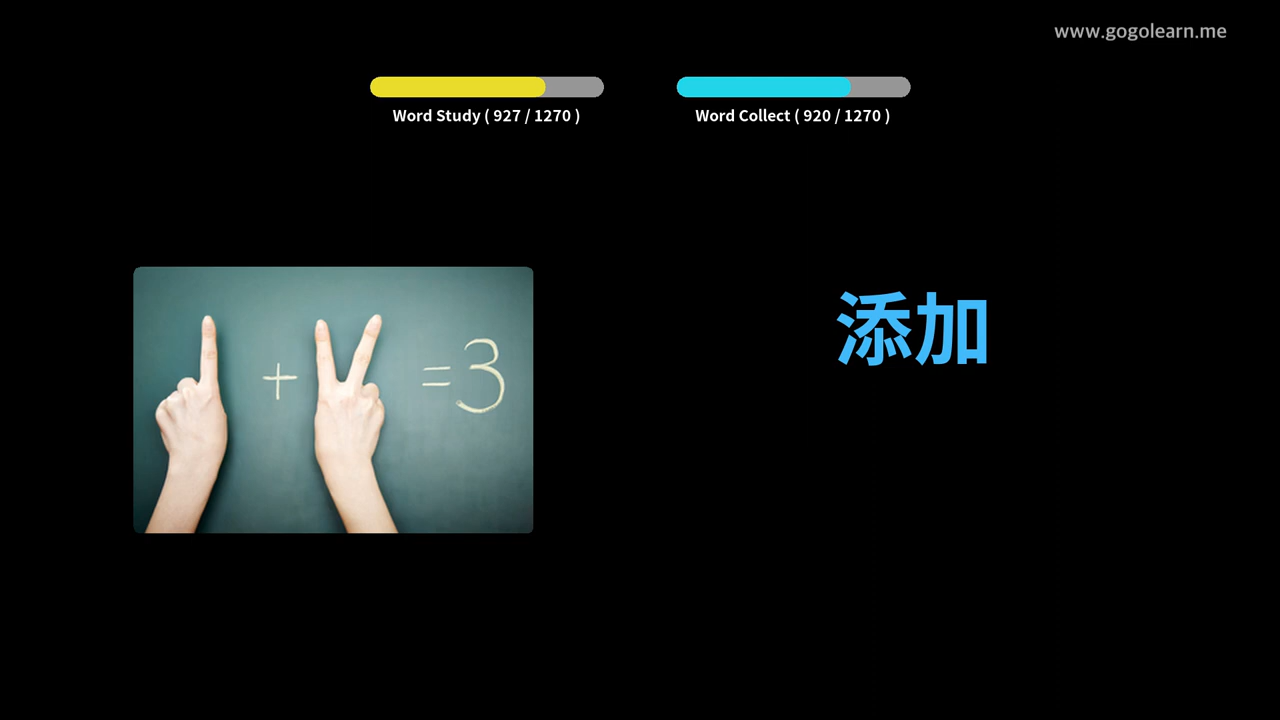 www.gogolearn.me
Word Study ( 927 / 1270 )
Word Collect ( 920 / 1270 )
添加
+ =3